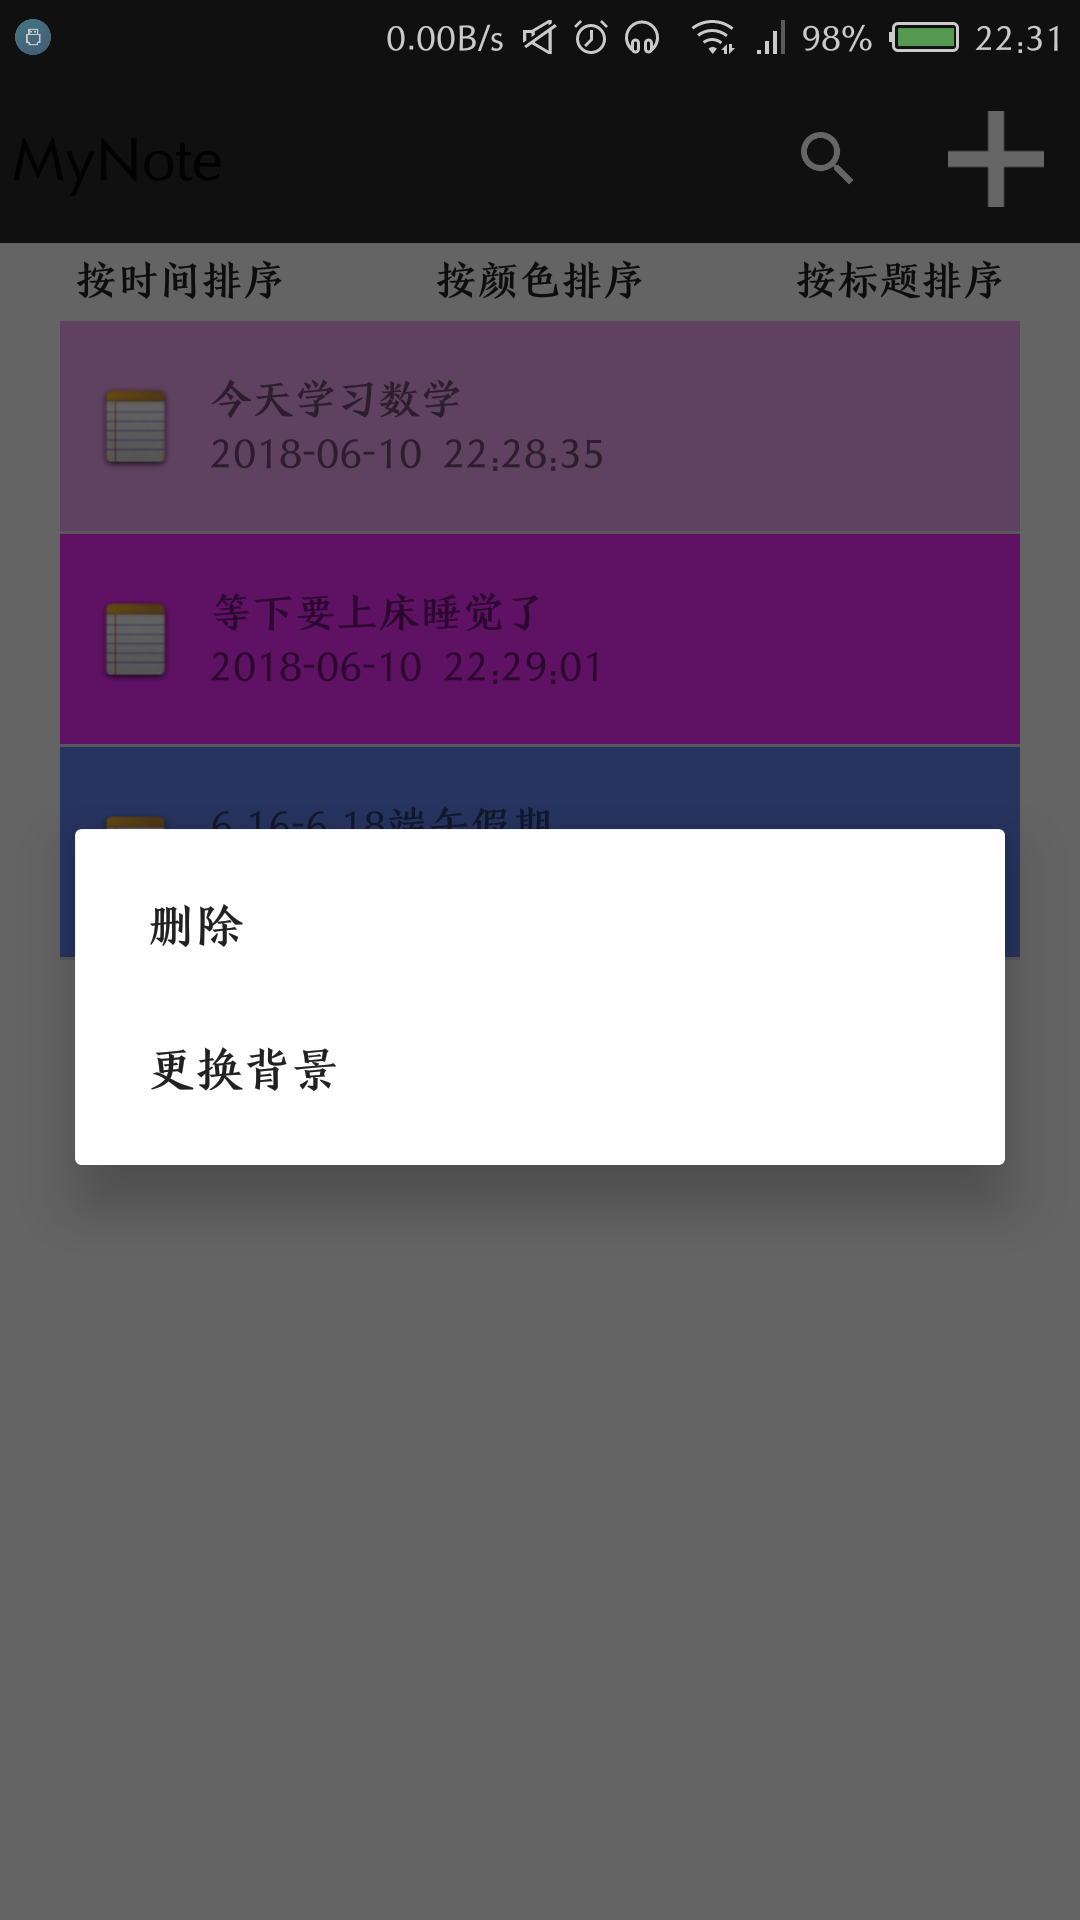 0.00B/s 98% 22:31
MyNote
按时间排序 按颜色排序 按标题排序
今天学习数学
2018-06-10 22:28:35
等下要上床睡觉了
2018-06-10 22:29:01
6.16-6.18端午假期
删除
更换背景